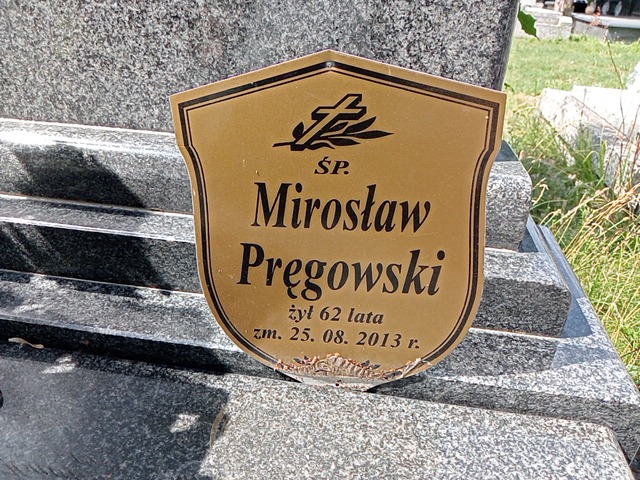 ŚP.
Mirosław
Pręgowski
żył 62 lata
zm. 25. 08. 2013 r.